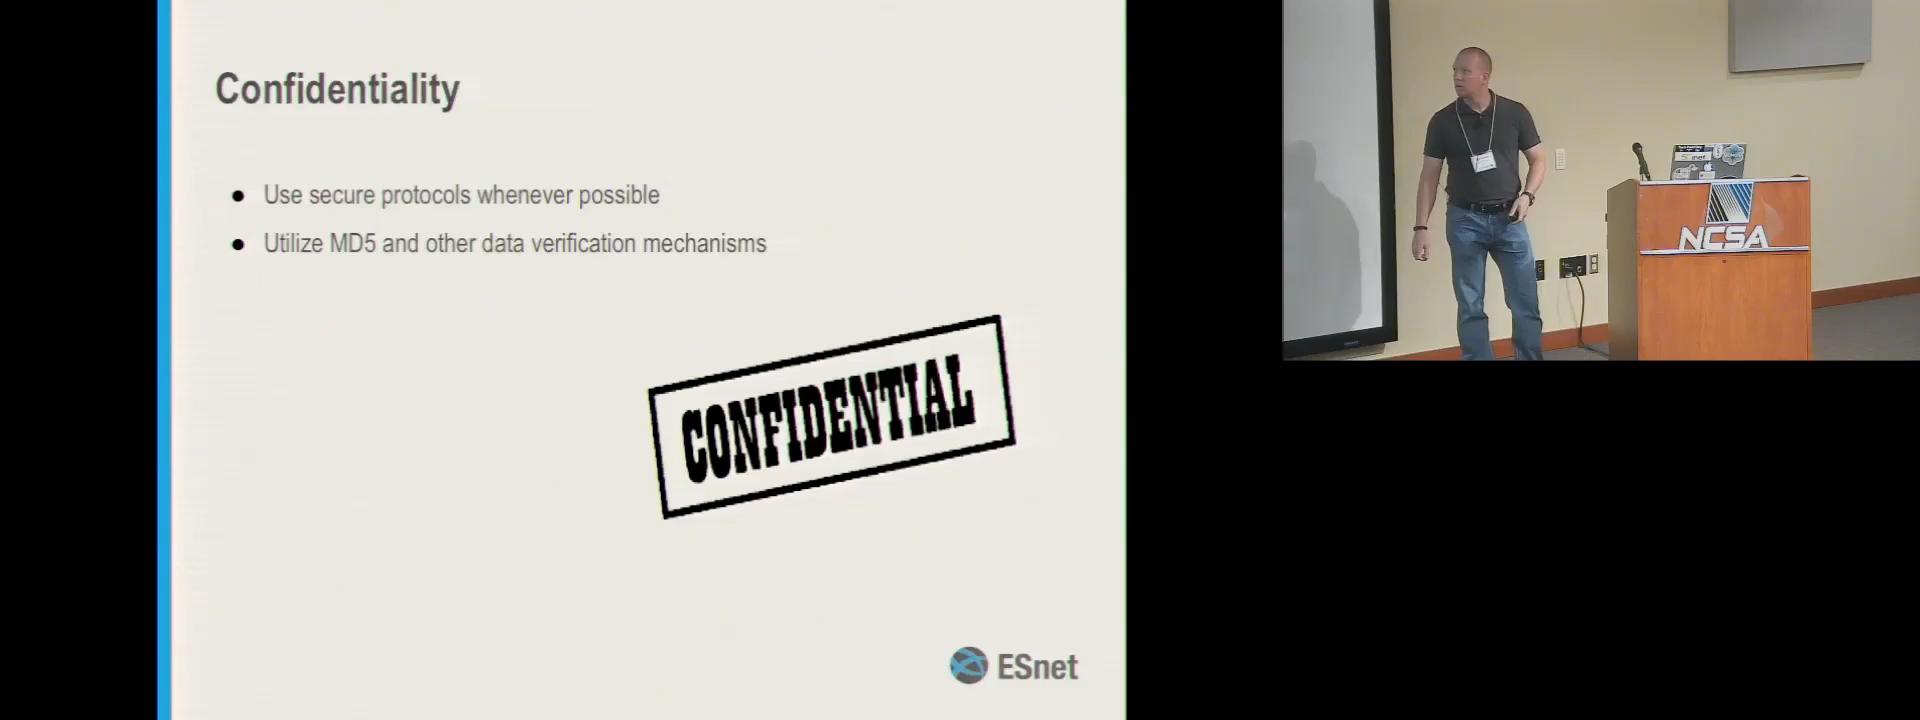 Confidentiality
● Use secure protocols whenever possible
● Utilize MD5 and other data verification mechanisms
CONFIDENTIAL
ESnet
NCSA